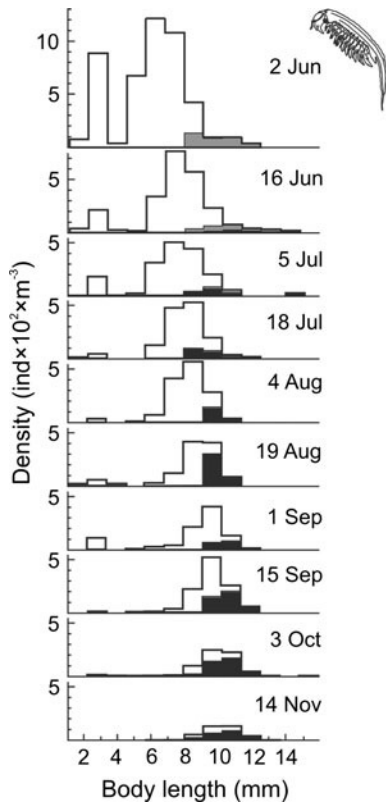 10
5
2 Jun
5
16 Jun
5
5 Jul
5
18 Jul
5
4 Aug
5
19 Aug
5
1 Sep
5
15 Sep
5
3 Oct
5
14 Nov
Density (ind×10²×m⁻³)
2 4 6 8 10 12 14
Body length (mm)